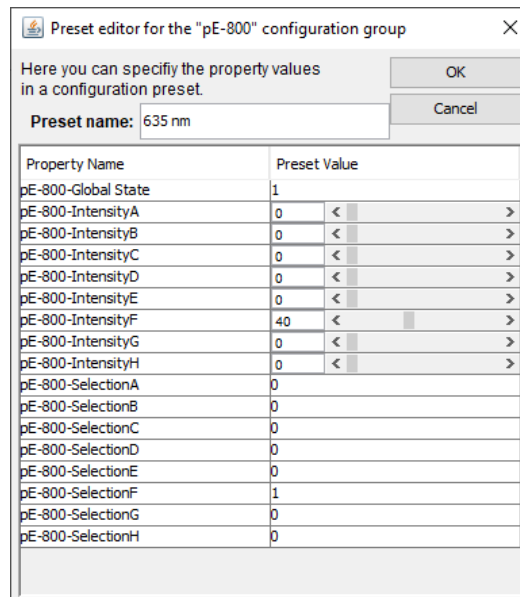 Preset editor for the "pE-800" configuration group
Here you can specifiy the property values
in a configuration preset.
OK
Cancel
Preset name: 635 nm
Property Name Preset Value
pE-800-Global State 1
pE-800-IntensityA 0
pE-800-IntensityB 0
pE-800-IntensityC 0
pE-800-IntensityD 0
pE-800-IntensityE 0
pE-800-IntensityF 40
pE-800-IntensityG 0
pE-800-IntensityH 0
pE-800-SelectionA 0
pE-800-SelectionB 0
pE-800-SelectionC 0
pE-800-SelectionD 0
pE-800-SelectionE 0
pE-800-SelectionF 1
pE-800-SelectionG 0
pE-800-SelectionH 0